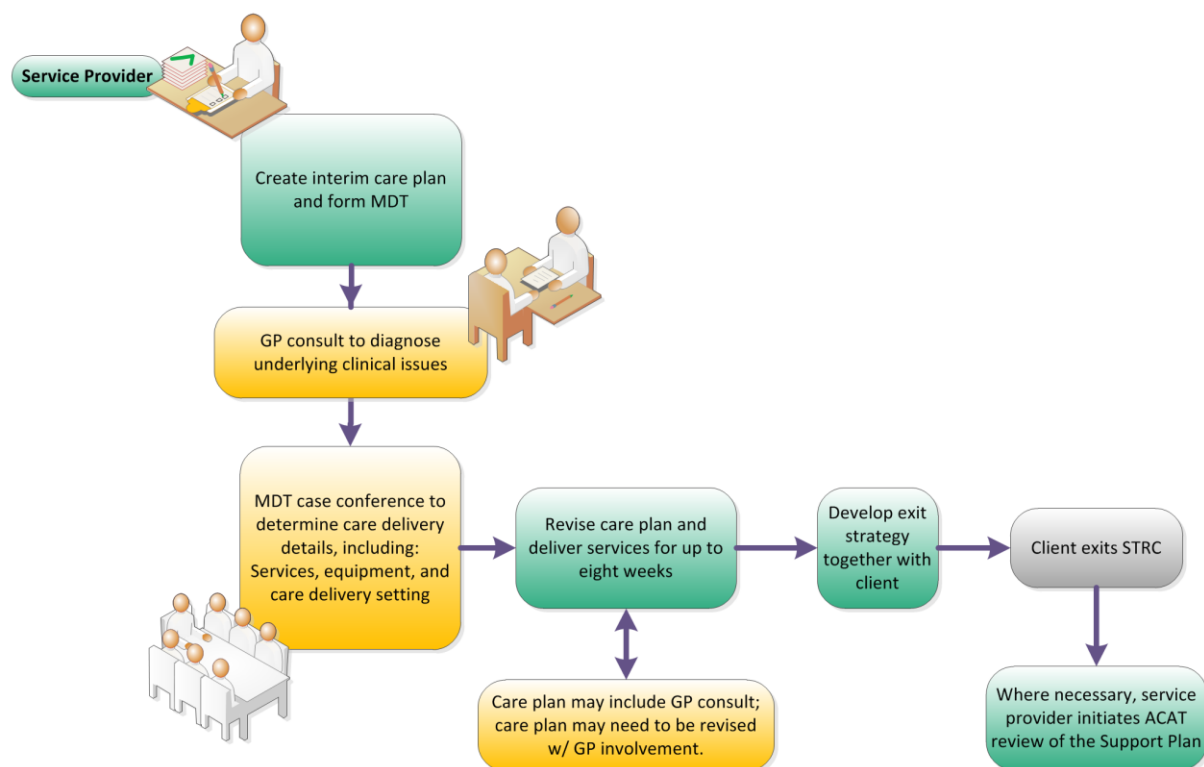 Service Provider
Create interim care plan
and form MDT
GP consult to diagnose
underlying clinical issues
MDT case conference to
determine care delivery
details, including:
Services, equipment, and
care delivery setting
Revise care plan and
deliver services for up to
eight weeks
Develop exit
strategy
together with
client
Client exits STRC
Care plan may include GP consult;
care plan may need to be revised
w/ GP involvement.
Where necessary, service
provider initiates ACAT
review of the Support Plan